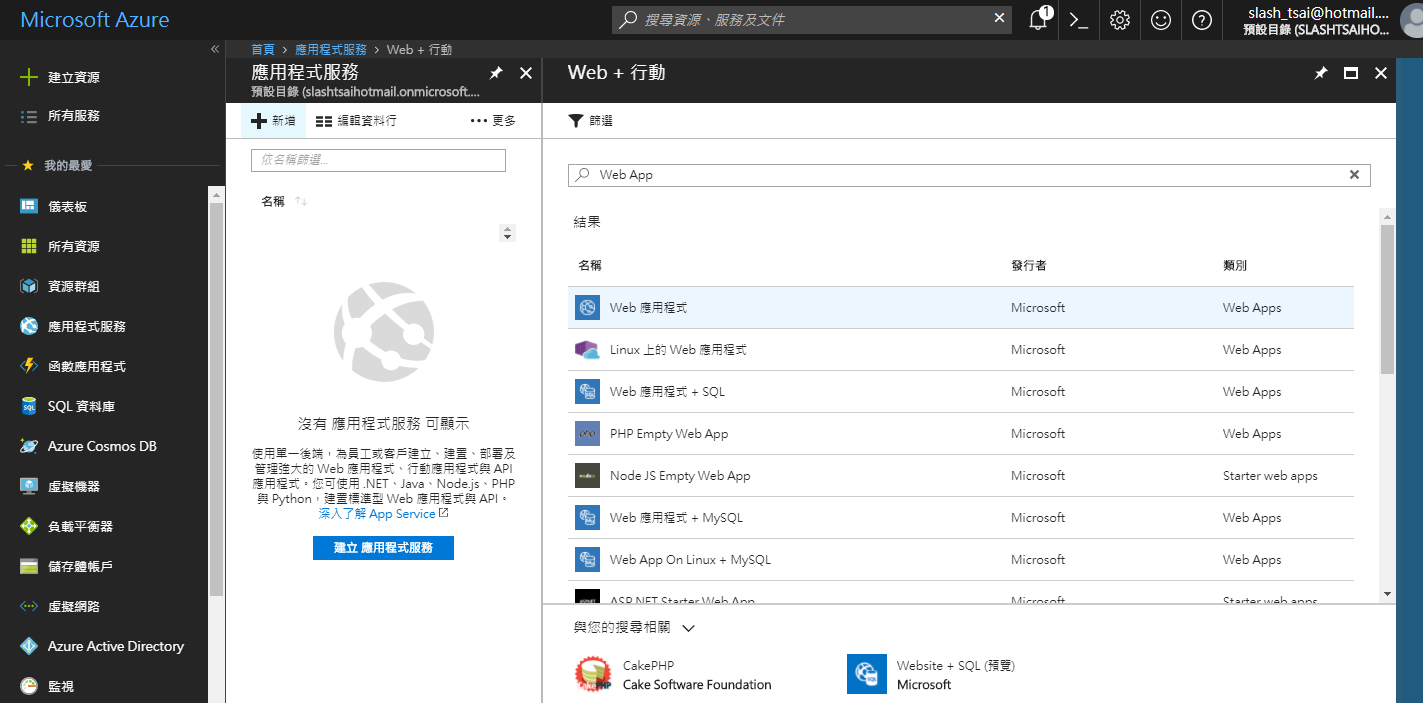 Microsoft Azure
搜尋資源、服務及文件
1
slash_tsai@hotmail....
預設目錄 (SLASHTSAIHO...
建立資源
所有服務
我的最愛
儀表板
所有資源
資源群組
應用程式服務
函數應用程式
SQL 資料庫
Azure Cosmos DB
虛擬機器
負載平衡器
儲存體帳戶
虛擬網路
Azure Active Directory
監視
首頁 > 應用程式服務 > Web + 行動
應用程式服務
預設目錄 (slashtsaihotmail.onmicrosoft....
新增
編輯資料行
更多
依名稱篩選...
名稱
沒有 應用程式服務 可顯示
使用單一後端，為員工或客戶建立、建置、部署及
管理強大的 Web 應用程式、行動應用程式與 API
應用程式。您可使用 .NET、Java、Node.js、PHP
與 Python，建置標準型 Web 應用程式與 API。
深入了解 App Service
建立 應用程式服務
Web + 行動
篩選
Web App
結果
名稱 發行者 類別
Web 應用程式 Microsoft Web Apps
Linux 上的 Web 應用程式 Microsoft Web Apps
Web 應用程式 + SQL Microsoft Web Apps
PHP Empty Web App Microsoft Web Apps
Node JS Empty Web App Microsoft Starter web apps
Web 應用程式 + MySQL Microsoft Web Apps
Web App On Linux + MySQL Microsoft Web Apps
ASP.NET Starter Web App Microsoft Starter web apps
與您的搜尋相關
CakePHP
Cake Software Foundation
Website + SQL (預覽)
Microsoft